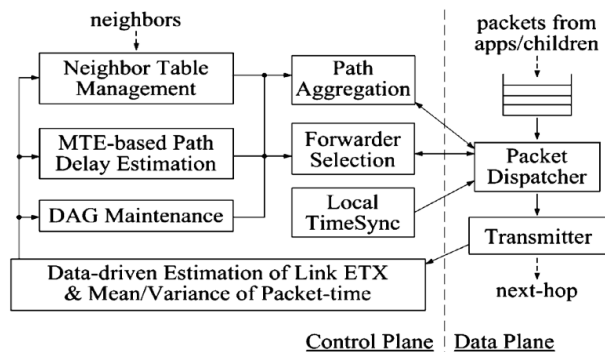 neighbors
Neighbor Table
Management
MTE-based Path
Delay Estimation
DAG Maintenance
Path
Aggregation
Forwarder
Selection
Local
TimeSync
Data-driven Estimation of Link ETX
& Mean/Variance of Packet-time
Control Plane
packets from
apps/children
Packet
Dispatcher
Transmitter
next-hop
Data Plane